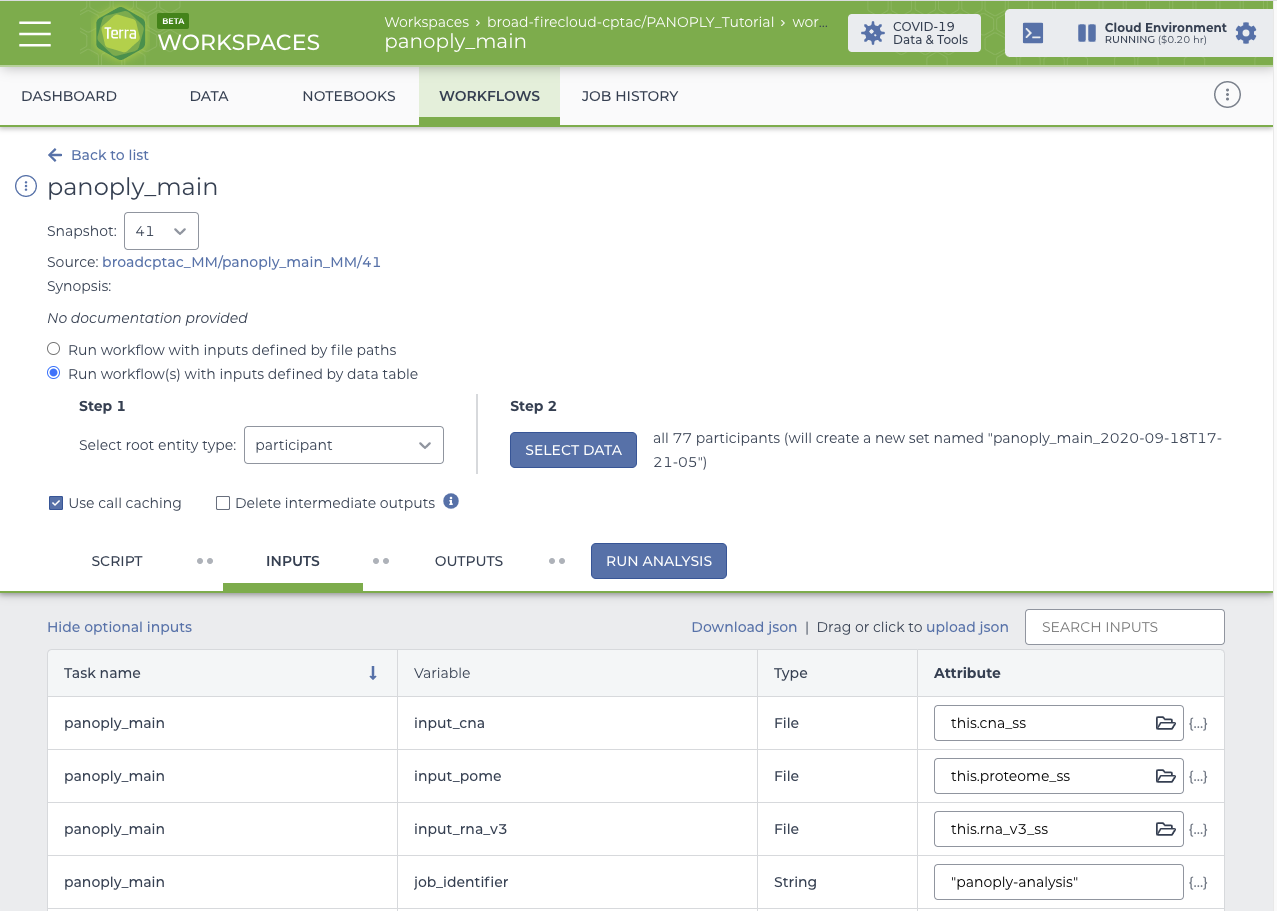 Terra
BETA
WORKSPACES
Workspaces › broad-firecloud-cptac/PANOPLY_Tutorial › wor...
panoply_main
COVID-19
Data & Tools
Cloud Environment
RUNNING ($0.20 hr)
DASHBOARD DATA NOTEBOOKS WORKFLOWS JOB HISTORY
Back to list
panoply_main
Snapshot: 41
Source: broadcptac_MM/panoply_main_MM/41
Synopsis:
No documentation provided
Run workflow with inputs defined by file paths
Run workflow(s) with inputs defined by data table
Step 1
Select root entity type: participant
Step 2
SELECT DATA
all 77 participants (will create a new set named "panoply_main_2020-09-18T17-
21-05")
Use call caching Delete intermediate outputs
SCRIPT INPUTS OUTPUTS RUN ANALYSIS
Hide optional inputs Download json | Drag or click to upload json SEARCH INPUTS
Task name Variable Type Attribute
panoply_main input_cna File this.cna_ss {...}
panoply_main input_pome File this.proteome_ss {...}
panoply_main input_rna_v3 File this.rna_v3_ss {...}
panoply_main job_identifier String "panoply-analysis" {...}